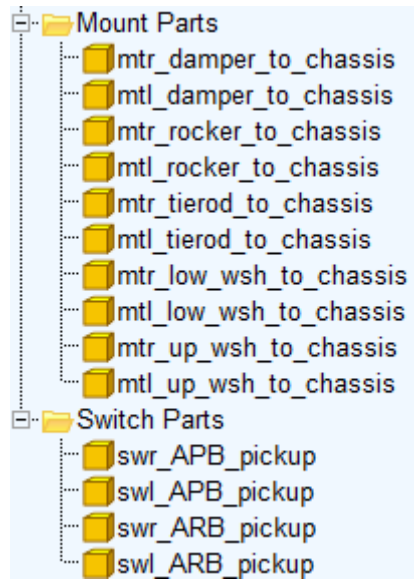 Mount Parts
mtr_damper_to_chassis
mtl_damper_to_chassis
mtr_rocker_to_chassis
mtl_rocker_to_chassis
mtr_tierod_to_chassis
mtl_tierod_to_chassis
mtr_low_wsh_to_chassis
mtl_low_wsh_to_chassis
mtr_up_wsh_to_chassis
mtl_up_wsh_to_chassis
Switch Parts
swr_APB_pickup
swl_APB_pickup
swr_ARB_pickup
swl_ARB_pickup